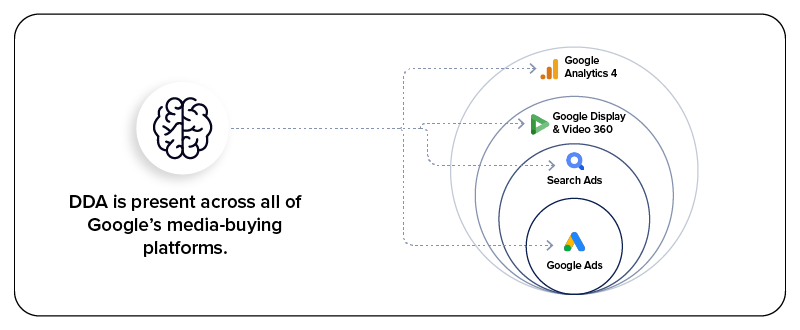 DDA is present across all of
Google’s media-buying
platforms.
Google
Analytics 4
Google Display
& Video 360
Search Ads
Google Ads